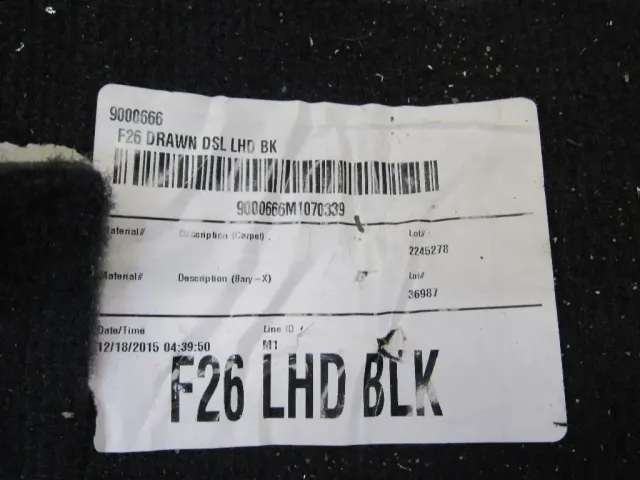 9000666
F26 DRAWN DSL LHD BK
9000666M1070339
Material# Description (Carpet) Lot#
2245278
Material# Description (Bary-X) Lot#
36987
Date/Time Line ID
12/18/2015 04:39:50 M1
F26 LHD BLK